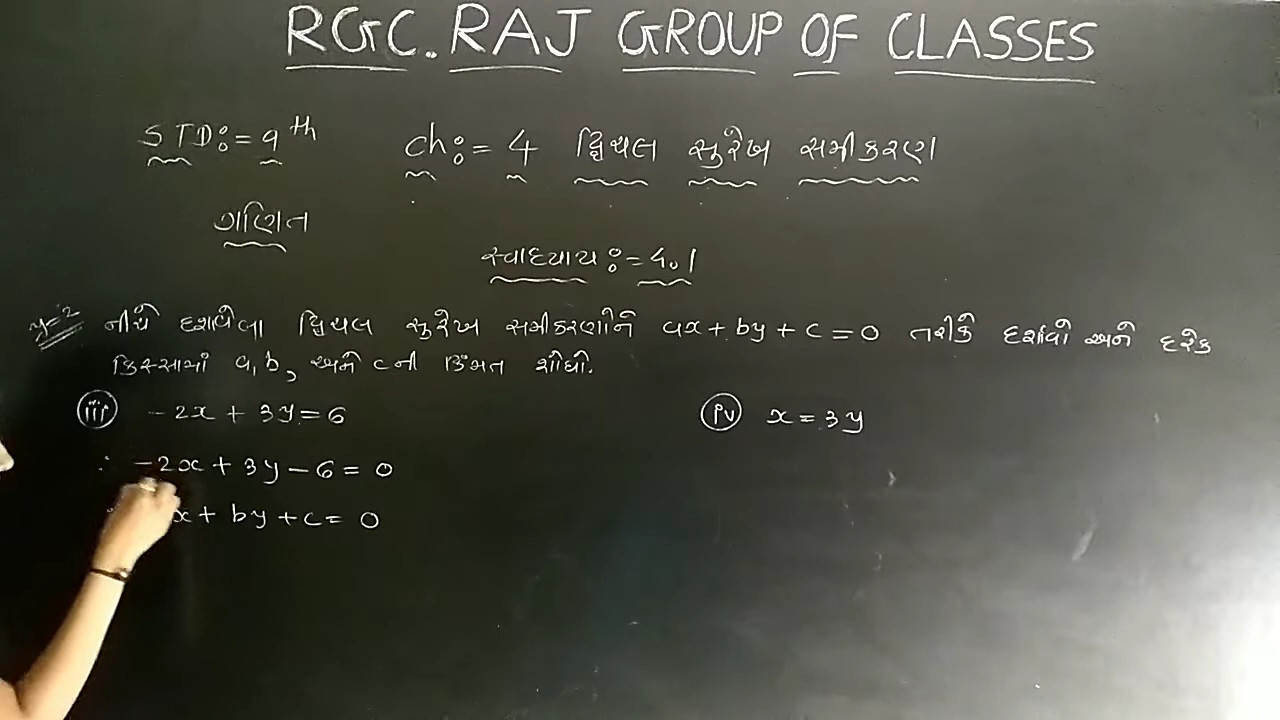 RGC. RAJ GROUP OF CLASSES
STD:= 9th ch:= 4 દ્વિચલ સુરેખ સમીકરણ
ગણિત
સ્વાધ્યાય := 4.1
નીચે દર્શાવેલા દ્વિચલ સુરેખ સમીકરણોને ax + by + c = 0 તરીકે દર્શાવો અને દરેક
કિસ્સામાં a, b, અને c ની કિંમત શોધો.
(iii) -2x + 3y = 6
(iv) x = 3y
∴ -2x + 3y - 6 = 0
x + by + c = 0